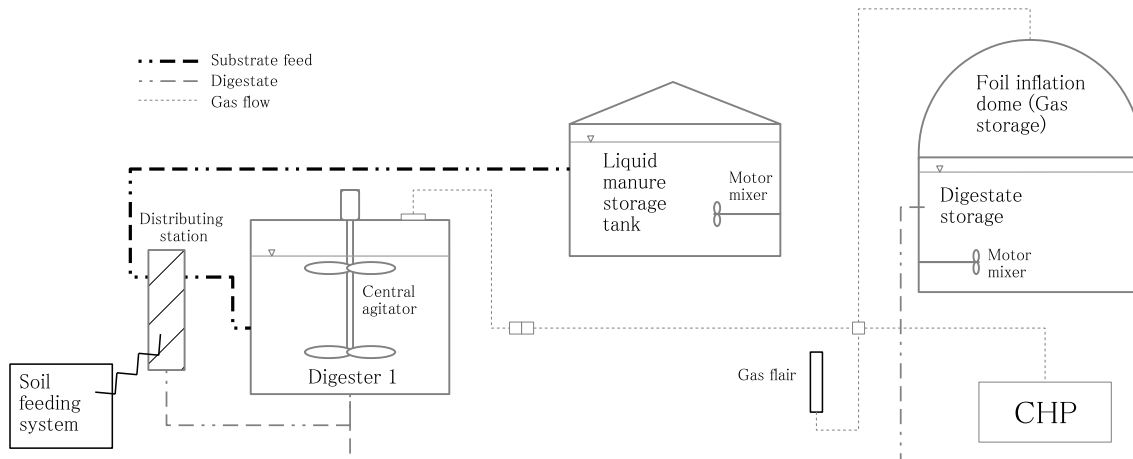 Substrate feed
Digestate
Gas flow
Foil inflation
dome (Gas
storage)
Liquid
manure
storage
tank
Motor
mixer
Digestate
storage
Motor
mixer
Distributing
station
Central
agitator
Digester 1
Soil
feeding
system
Gas flair
CHP